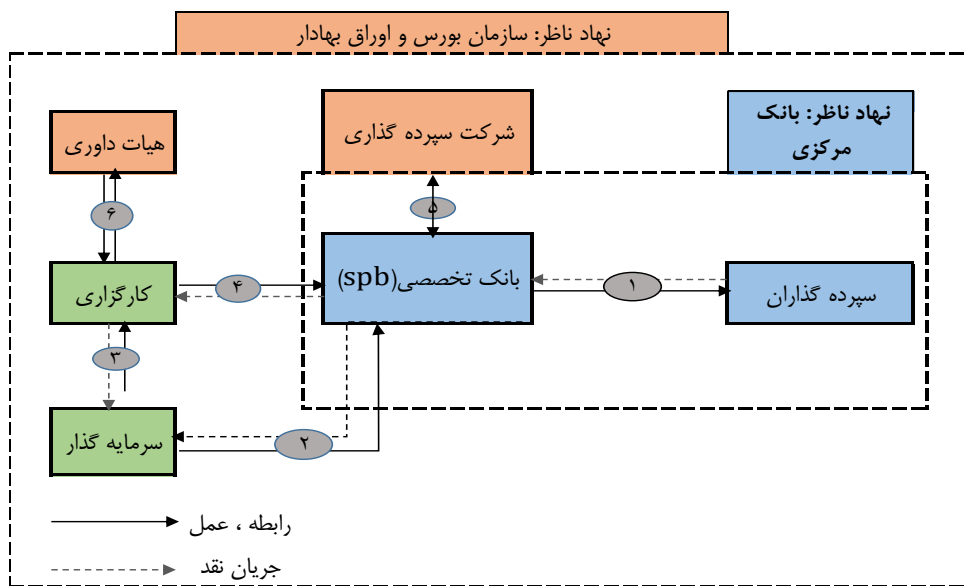 نهاد ناظر: سازمان بورس و اوراق بهادار
نهاد ناظر: بانک
مرکزی
شرکت سپرده گذاری
هیات داوری
۶
۵
سپرده گذاران
۱
بانک تخصصی(spb)
۴
کارگزاری
۳
سرمایه گذار
۲
رابطه ، عمل
جریان نقد